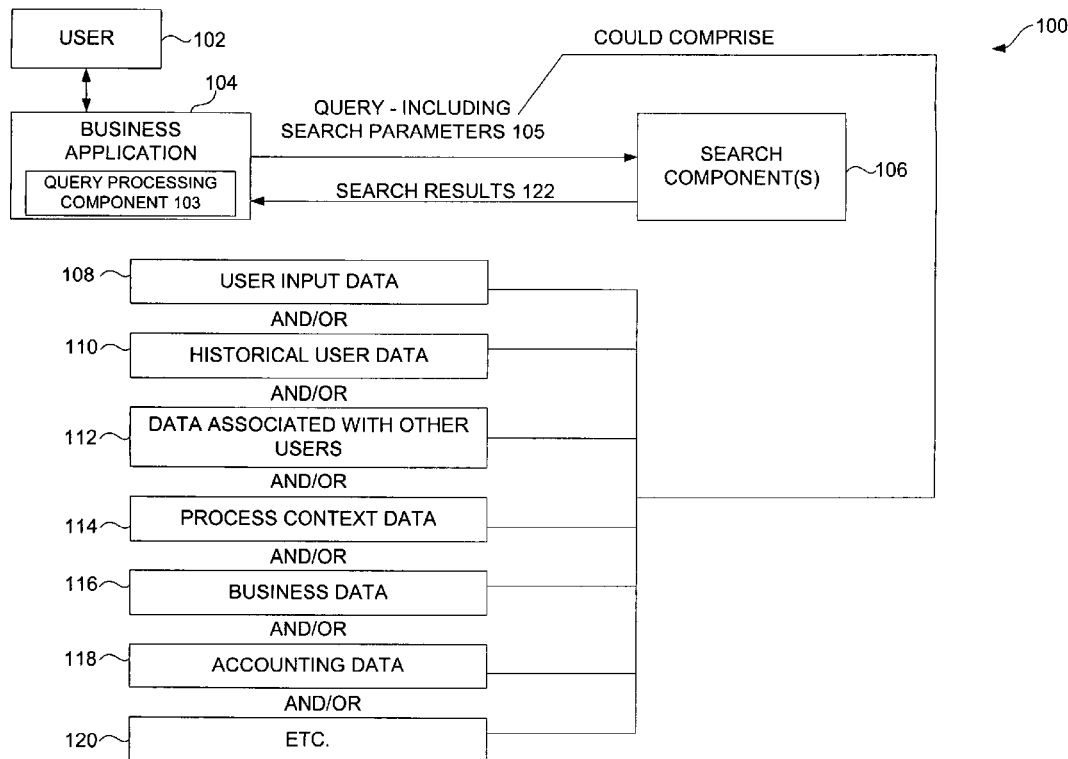 USER
102
COULD COMPRISE
100
104
BUSINESS
APPLICATION
QUERY PROCESSING
COMPONENT 103
QUERY - INCLUDING
SEARCH PARAMETERS 105
SEARCH RESULTS 122
SEARCH
COMPONENT(S)
106
108
USER INPUT DATA
AND/OR
110
HISTORICAL USER DATA
AND/OR
112
DATA ASSOCIATED WITH OTHER
USERS
AND/OR
114
PROCESS CONTEXT DATA
AND/OR
116
BUSINESS DATA
AND/OR
118
ACCOUNTING DATA
AND/OR
120
ETC.